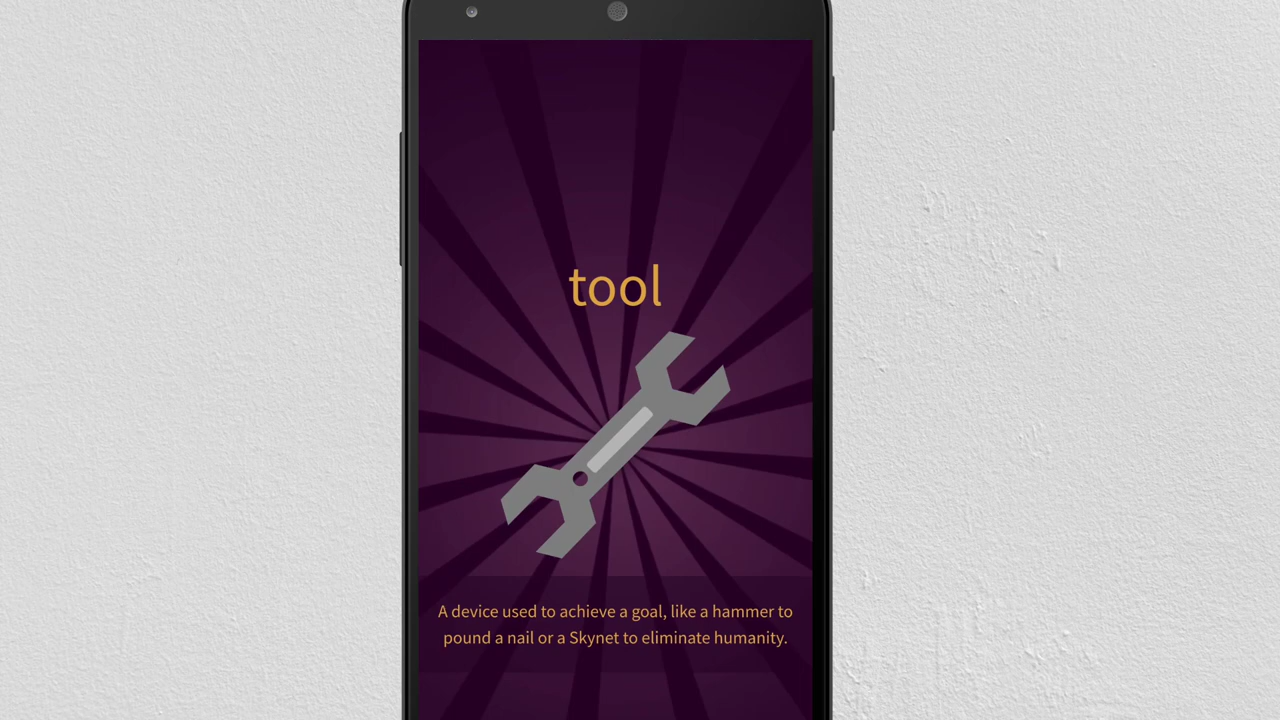 tool
A device used to achieve a goal, like a hammer to
pound a nail or a Skynet to eliminate humanity.